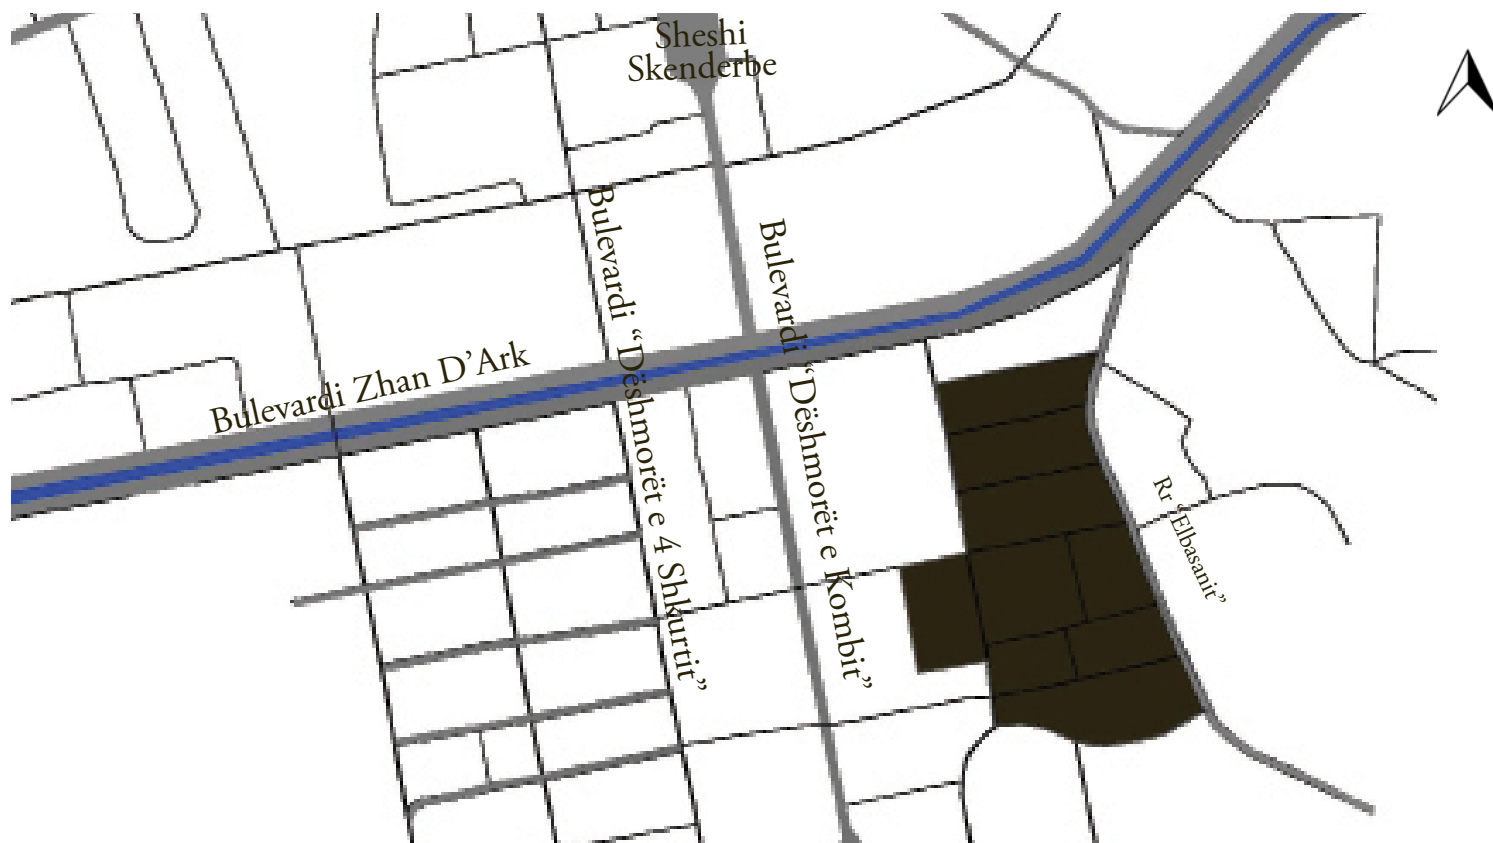 Sheshi
Skenderbe
Bulevardi “Dëshmorët e 4 Shkurtit”
Bulevardi “Dëshmorët e Kombit”
Bulevardi Zhan D’Ark
Rr “Elbasanit”